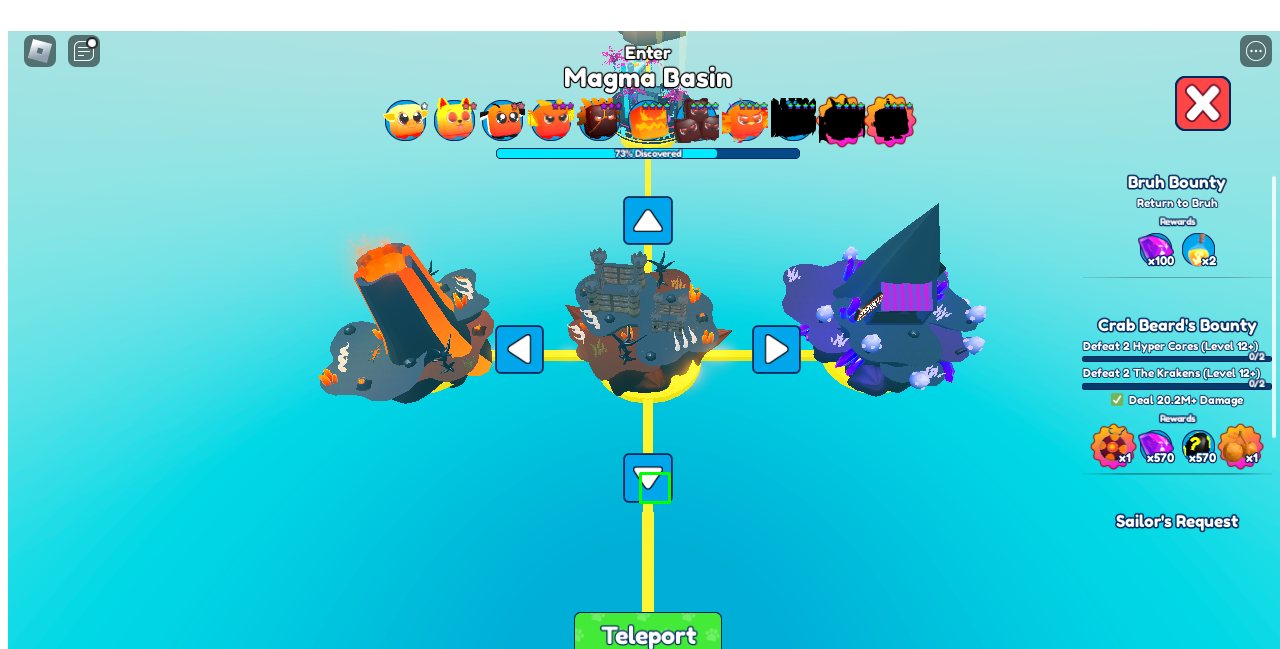 Enter
Magma Basin
73% Discovered
Bruh Bounty
Return to Bruh
Rewards
x100
x2
Crab Beard's Bounty
Defeat 2 Hyper Cores (Level 12+)
0/2
Defeat 2 The Krakens (Level 12+)
0/2
Deal 20.2M+ Damage
Rewards
x1
x570
?
x570
x1
Sailor's Request
Teleport